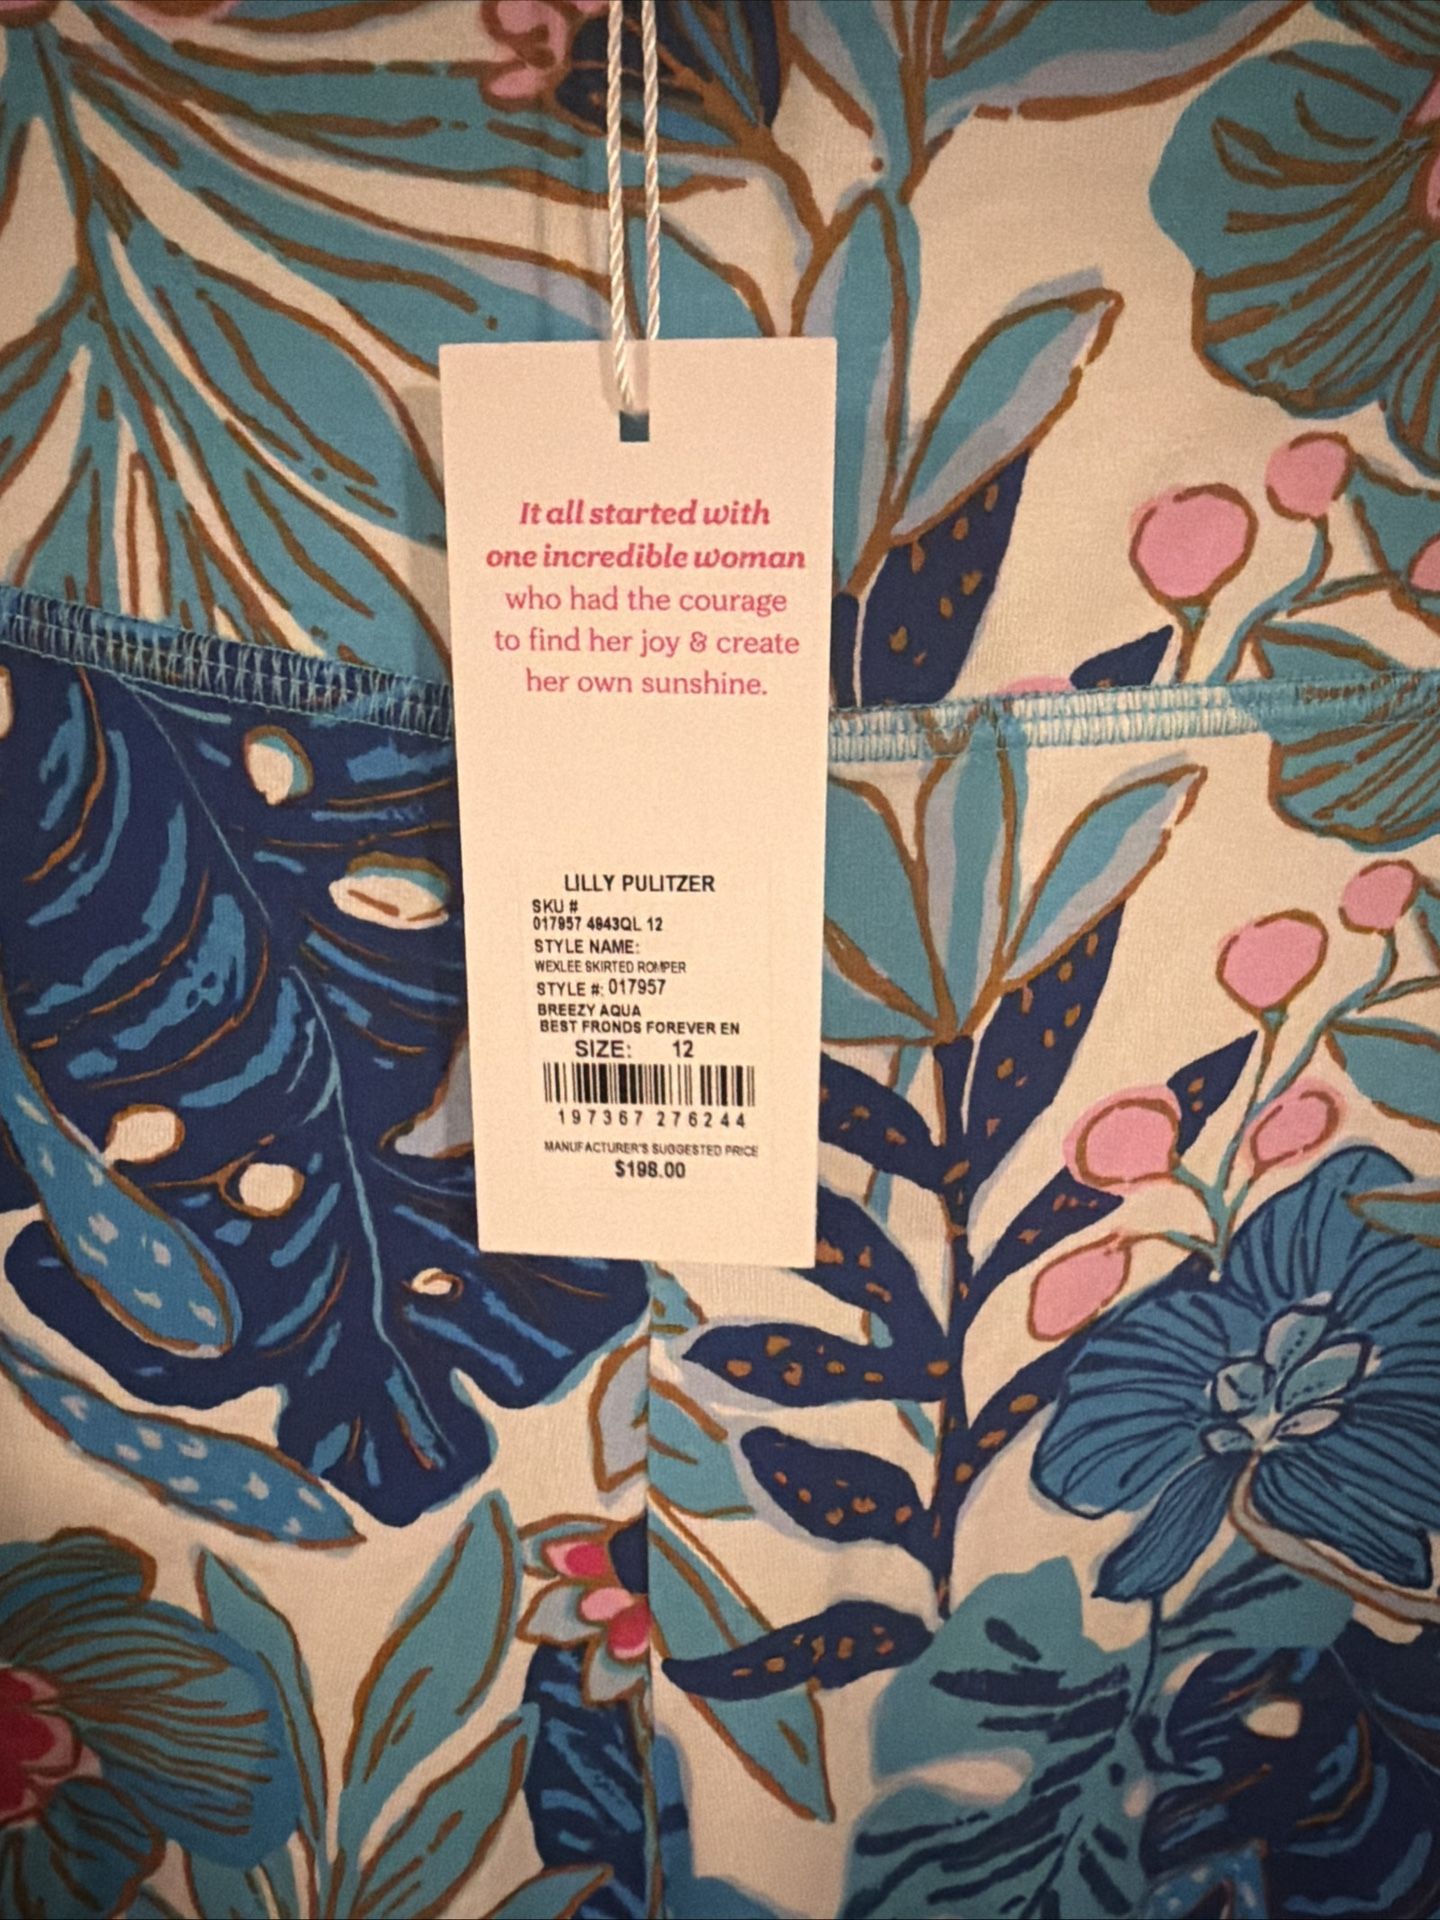 It all started with
one incredible woman
who had the courage
to find her joy & create
her own sunshine.
LILLY PULITZER
SKU #
017957 4943QL 12
STYLE NAME:
WEXLEE SKIRTED ROMPER
STYLE #: 017957
BREEZY AQUA
BEST FRONDS FOREVER EN
SIZE: 12
197367 276244
MANUFACTURER'S SUGGESTED PRICE
$198.00